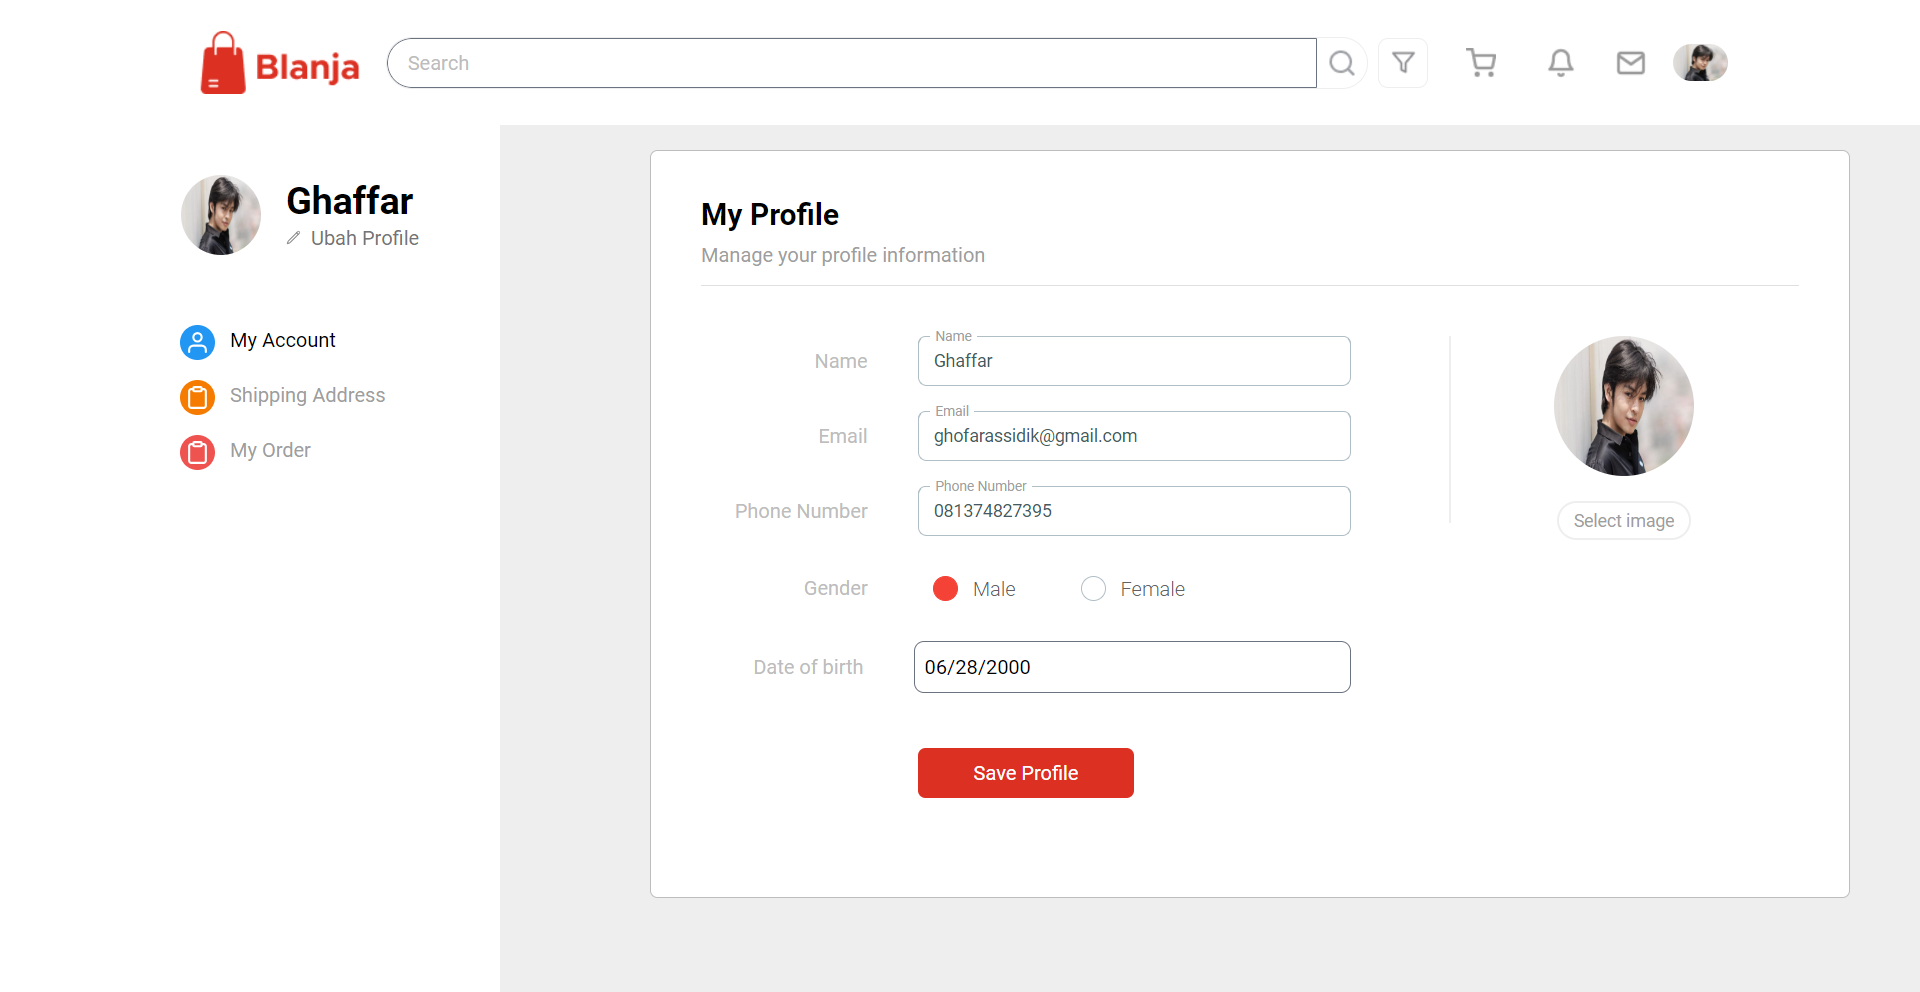 Blanja
Search
Ghaffar
Ubah Profile
My Account
Shipping Address
My Order
My Profile
Manage your profile information
Name
Name
Ghaffar
Email
Email
ghofarassidik@gmail.com
Phone Number
Phone Number
081374827395
Select image
Gender
Male
Female
Date of birth
06/28/2000
Save Profile